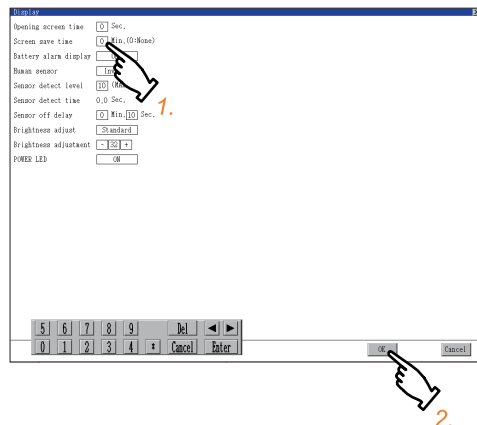 Display
Opening screen time 0 Sec.
Screen save time 0 Min.(0:None)
Battery alarm display
Human sensor
Sensor detect level 10
Sensor detect time 0.0 Sec.
1.
Sensor off delay 0 Min. 10 Sec.
Brightness adjust Standard
Brightness adjustment - 32 +
POWER LED ON
5 6 7 8 9 Del ◀ ▶
0 1 2 3 4 Cancel Enter
OK Cancel
2.